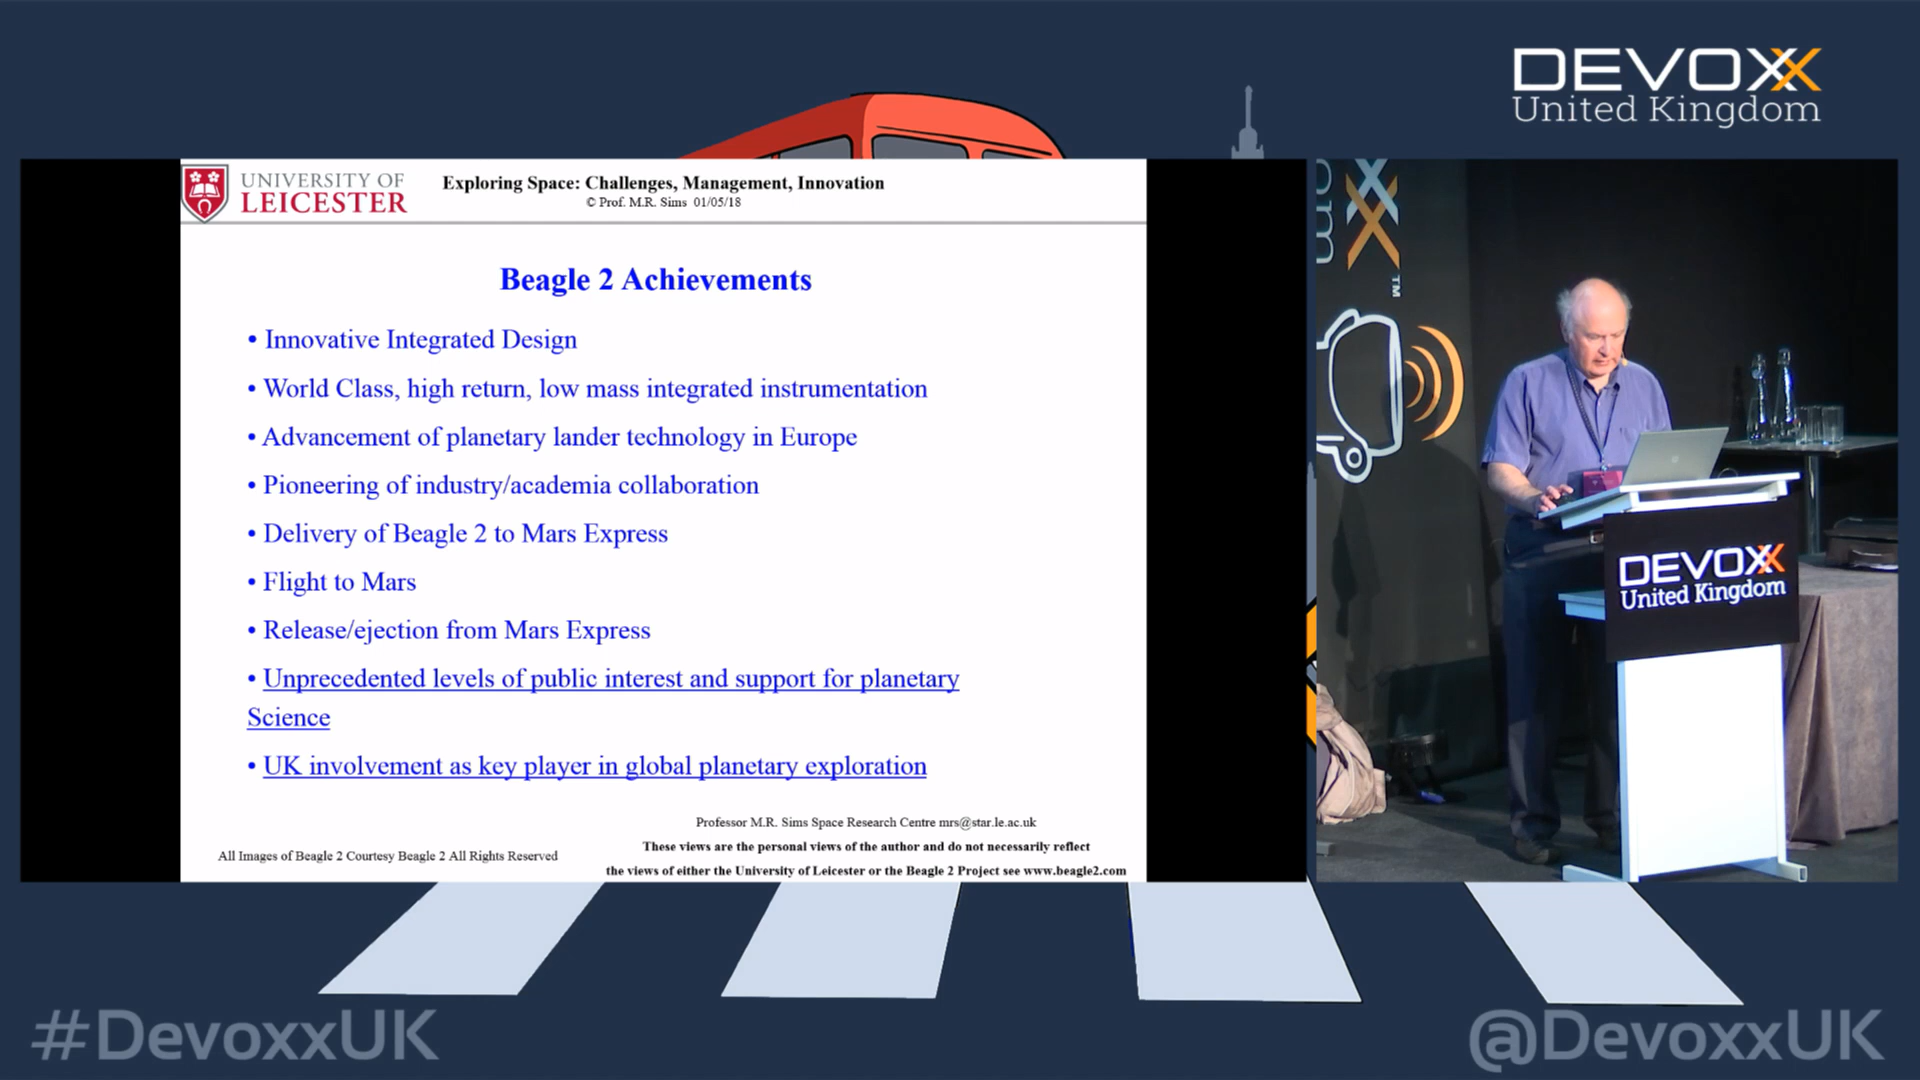 DEVOXX
United Kingdom
UNIVERSITY OF
LEICESTER
Exploring Space: Challenges, Management, Innovation
© Prof. M.R. Sims 01/05/18
Beagle 2 Achievements
• Innovative Integrated Design
• World Class, high return, low mass integrated instrumentation
• Advancement of planetary lander technology in Europe
• Pioneering of industry/academia collaboration
• Delivery of Beagle 2 to Mars Express
• Flight to Mars
• Release/ejection from Mars Express
• Unprecedented levels of public interest and support for planetary
Science
• UK involvement as key player in global planetary exploration
Professor M.R. Sims Space Research Centre mrs@star.le.ac.uk
These views are the personal views of the author and do not necessarily reflect
All Images of Beagle 2 Courtesy Beagle 2 All Rights Reserved
the views of either the University of Leicester or the Beagle 2 Project see www.beagle2.com
TM
DEVOXX
United Kingdom
#DevoxxUK
@DevoxxUK